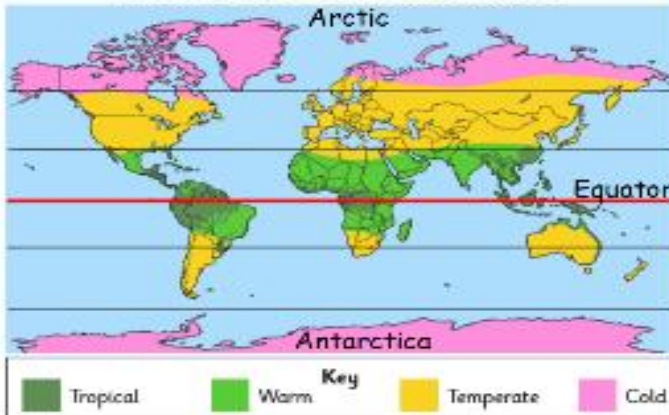 Arctic
Equator
Antarctica
Key
Tropical Warm Temperate Cold